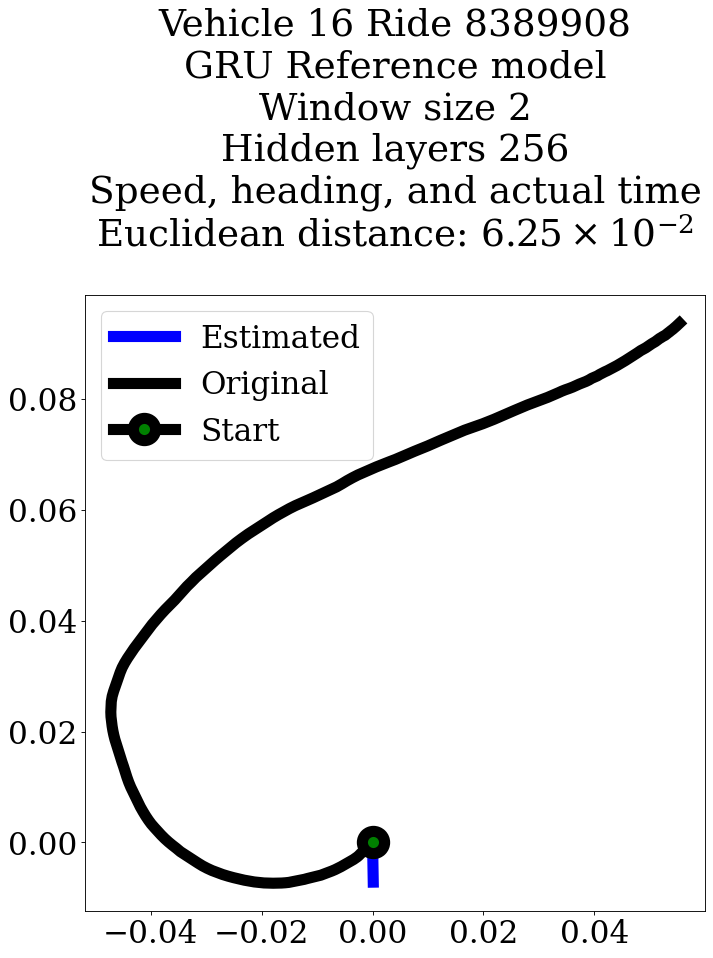 Vehicle 16 Ride 8389908
GRU Reference model
Window size 2
Hidden layers 256
Speed, heading, and actual time
Euclidean distance: 6.25 × 10⁻²
Estimated
Original
Start
0.08
0.06
0.04
0.02
0.00
−0.04 −0.02 0.00 0.02 0.04